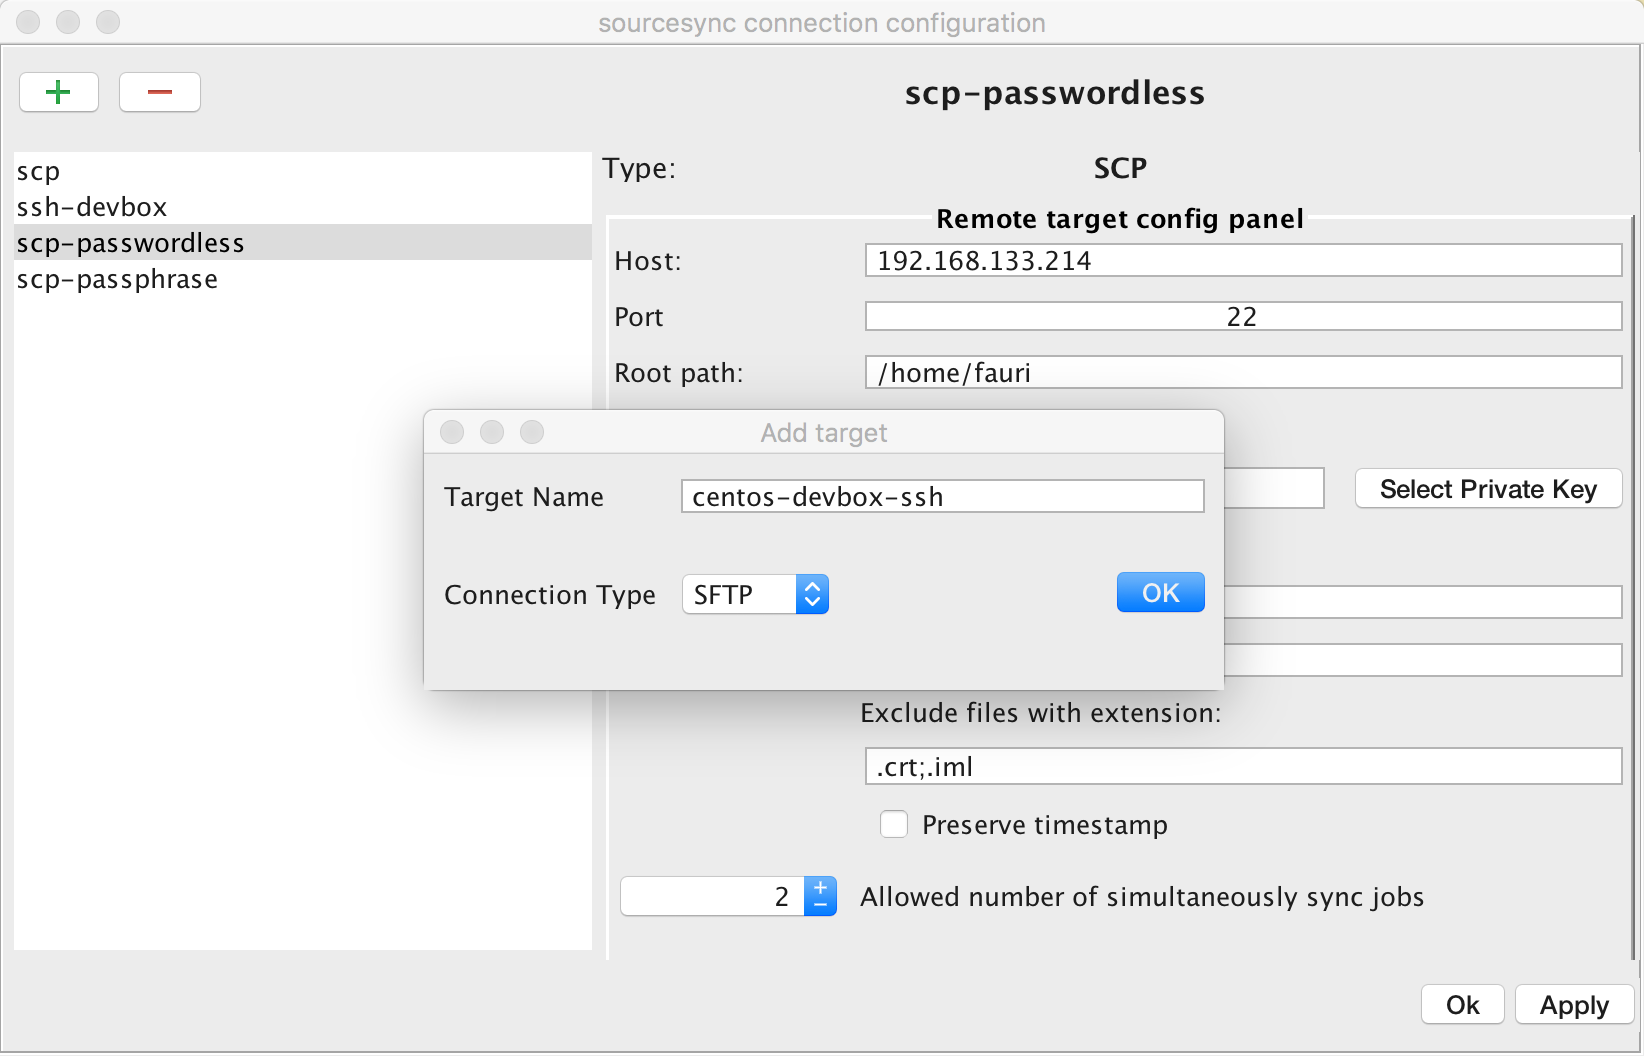 sourcesync connection configuration
scp-passwordless
scp
ssh-devbox
scp-passwordless
scp-passphrase
Type: SCP
Remote target config panel
Host: 192.168.133.214
Port 22
Root path: /home/fauri
Select Private Key
Add target
Target Name centos-devbox-ssh
Connection Type SFTP OK
Exclude files with extension:
.crt;.iml
Preserve timestamp
2 Allowed number of simultaneously sync jobs
Ok Apply